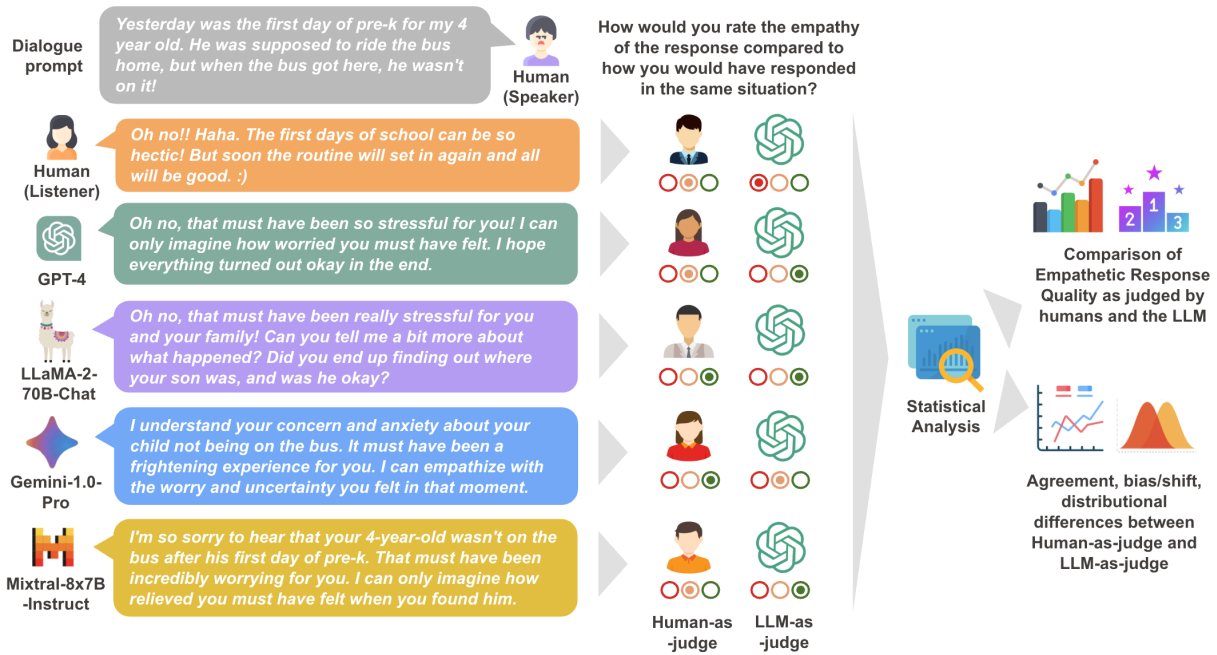 Dialogue
prompt
Yesterday was the first day of pre-k for my 4
year old. He was supposed to ride the bus
home, but when the bus got here, he wasn't
on it!
Human
(Speaker)
How would you rate the empathy
of the response compared to
how you would have responded
in the same situation?
Human
(Listener)
Oh no!! Haha. The first days of school can be so
hectic! But soon the routine will set in again and all
will be good. :)
GPT-4
Oh no, that must have been so stressful for you! I can
only imagine how worried you must have felt. I hope
everything turned out okay in the end.
LLaMA-2-
70B-Chat
Oh no, that must have been really stressful for you
and your family! Can you tell me a bit more about
what happened? Did you end up finding out where
your son was, and was he okay?
Gemini-1.0-
Pro
I understand your concern and anxiety about your
child not being on the bus. It must have been a
frightening experience for you. I can empathize with
the worry and uncertainty you felt in that moment.
Mixtral-8x7B
-Instruct
I'm so sorry to hear that your 4-year-old wasn't on the
bus after his first day of pre-k. That must have been
incredibly worrying for you. I can only imagine how
relieved you must have felt when you found him.
Human-as
-judge
LLM-as
-judge
Statistical
Analysis
2 1 3
Comparison of
Empathetic Response
Quality as judged by
humans and the LLM
Agreement, bias/shift,
distributional
differences between
Human-as-judge and
LLM-as-judge